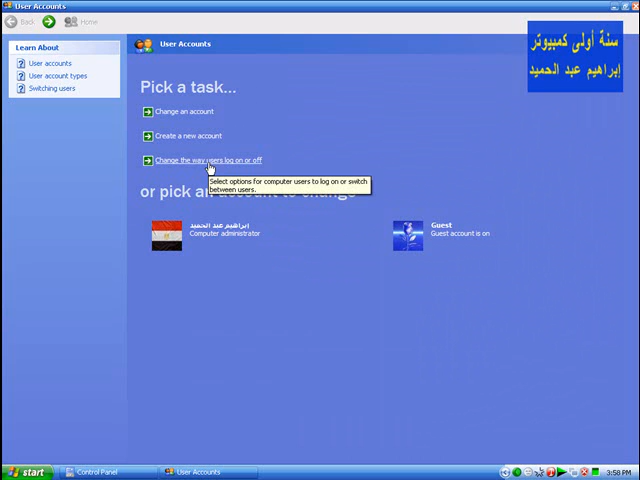 User Accounts
Back
Home
Learn About
User accounts
User account types
Switching users
User Accounts
سنة أولى كمبيوتر
إبراهيم عبد الحميد
Pick a task...
Change an account
Create a new account
Change the way users log on or off
Select options for computer users to log on or switch
between users.
or pick an account to change
إبراهيم عبد الحميد
Computer administrator
Guest
Guest account is on
start
Control Panel
User Accounts
3:58 PM